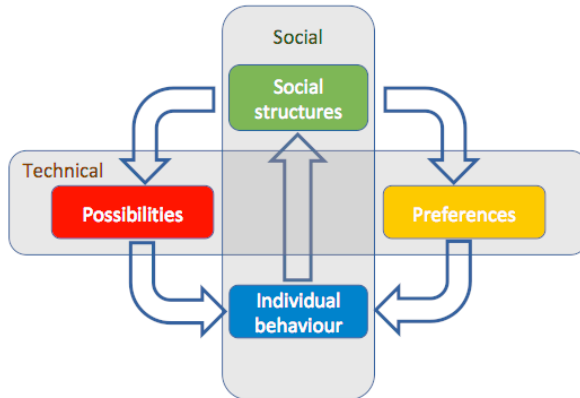 Social
Social
structures
Technical
Possibilities
Preferences
Individual
behaviour